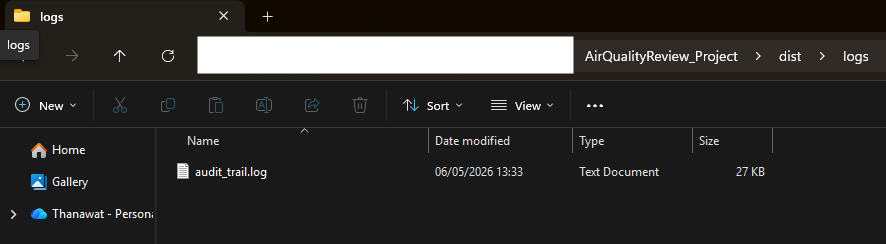 logs
logs
AirQualityReview_Project > dist > logs
New Sort View
Name Date modified Type Size
Home
audit_trail.log 06/05/2026 13:33 Text Document 27 KB
Gallery
Thanawat - Persona